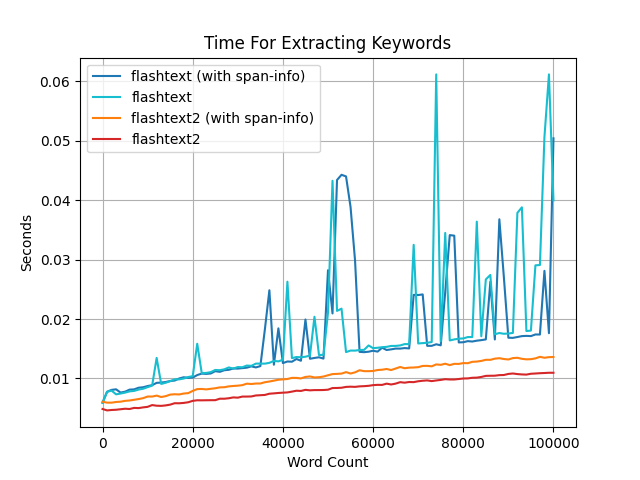 Time For Extracting Keywords
flashtext (with span-info)
flashtext
flashtext2 (with span-info)
flashtext2
0.06
0.05
0.04
0.03
0.02
0.01
Seconds
0 20000 40000 60000 80000 100000
Word Count